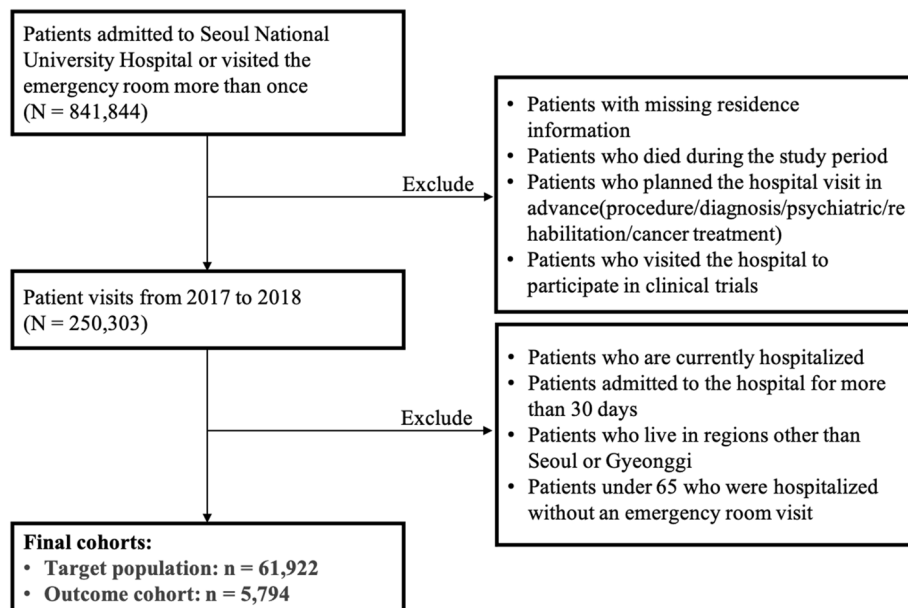 Patients admitted to Seoul National
University Hospital or visited the
emergency room more than once
(N = 841,844)
Exclude
• Patients with missing residence
information
• Patients who died during the study period
• Patients who planned the hospital visit in
advance(procedure/diagnosis/psychiatric/re
habilitation/cancer treatment)
• Patients who visited the hospital to
participate in clinical trials
Patient visits from 2017 to 2018
(N = 250,303)
Exclude
• Patients who are currently hospitalized
• Patients admitted to the hospital for more
than 30 days
• Patients who live in regions other than
Seoul or Gyeonggi
• Patients under 65 who were hospitalized
without an emergency room visit
Final cohorts:
• Target population: n = 61,922
• Outcome cohort: n = 5,794